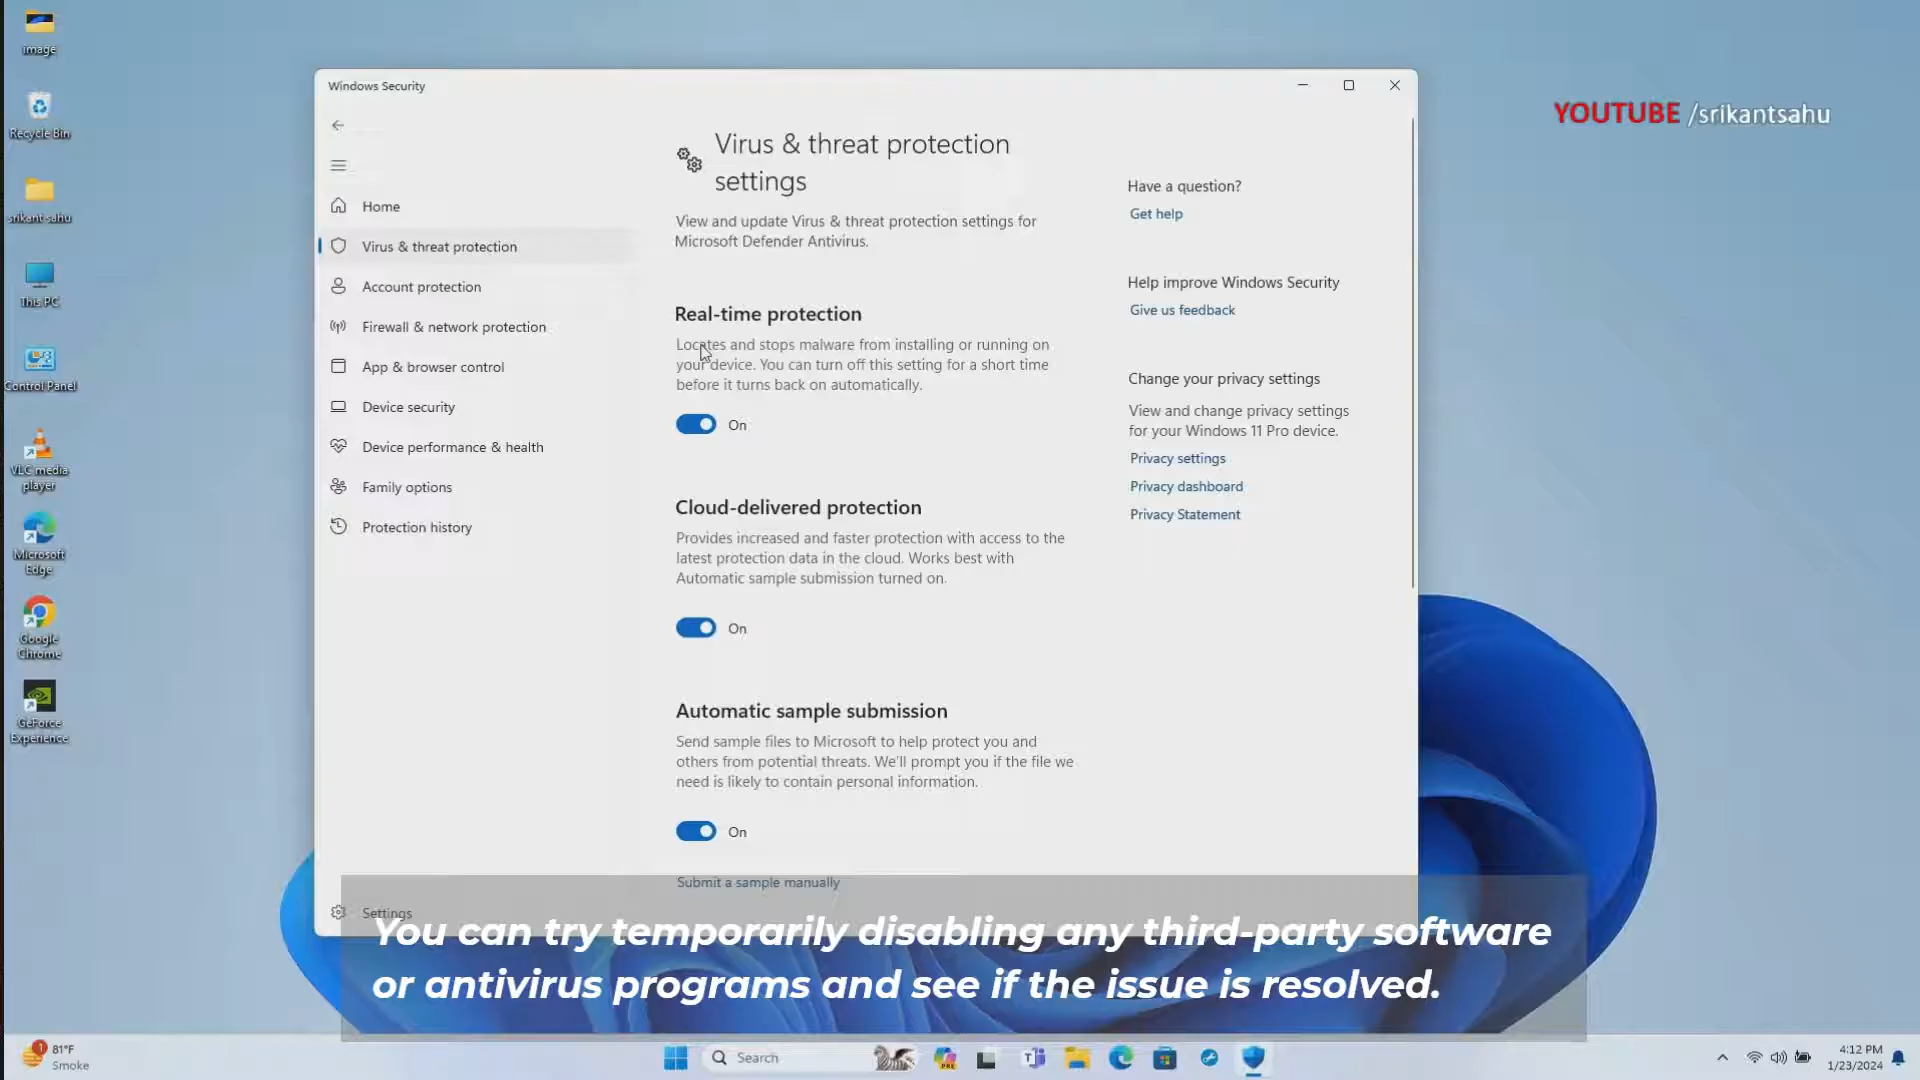 image
Recycle Bin
srikant sahu
This PC
Control Panel
VLC media
player
Microsoft
Edge
Google
Chrome
GeForce
Experience
Windows Security
Home
Virus & threat protection
Account protection
Firewall & network protection
App & browser control
Device security
Device performance & health
Family options
Protection history
Settings
Virus & threat protection
settings
View and update Virus & threat protection settings for
Microsoft Defender Antivirus.
Real-time protection
Locates and stops malware from installing or running on
your device. You can turn off this setting for a short time
before it turns back on automatically.
On
Cloud-delivered protection
Provides increased and faster protection with access to the
latest protection data in the cloud. Works best with
Automatic sample submission turned on.
On
Automatic sample submission
Send sample files to Microsoft to help protect you and
others from potential threats. We'll prompt you if the file we
need is likely to contain personal information.
On
Submit a sample manually
Have a question?
Get help
Help improve Windows Security
Give us feedback
Change your privacy settings
View and change privacy settings
for your Windows 11 Pro device.
Privacy settings
Privacy dashboard
Privacy Statement
YOUTUBE /srikantsahu
You can try temporarily disabling any third-party software
or antivirus programs and see if the issue is resolved.
1
81°F
Smoke
Search
PRE
4:12 PM
1/23/2024